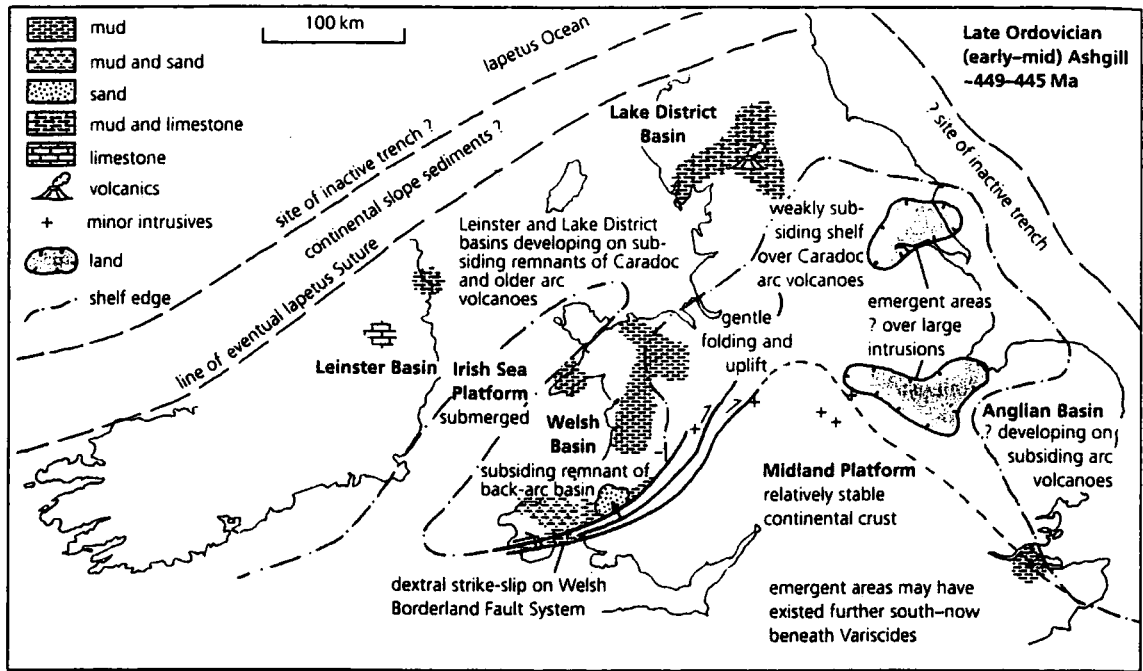 mud
mud and sand
sand
mud and limestone
limestone
volcanics
minor intrusives
land
shelf edge
100 km
Iapetus Ocean
Late Ordovician
(early–mid) Ashgill
~449–445 Ma
site of inactive trench ?
continental slope sediments ?
line of eventual Iapetus Suture
? site of inactive trench
Lake District
Basin
Leinster and Lake District
basins developing on sub-
siding remnants of Caradoc
and older arc
volcanoes
weakly sub-
siding shelf
over Caradoc
arc volcanoes
emergent areas
? over large
intrusions
gentle
folding and
uplift
Leinster Basin
Irish Sea
Platform
submerged
Welsh
Basin
subsiding remnant of
back-arc basin
Anglian Basin
? developing on
subsiding arc
volcanoes
Midland Platform
relatively stable
continental crust
dextral strike-slip on Welsh
Borderland Fault System
emergent areas may have
existed further south–now
beneath Variscides